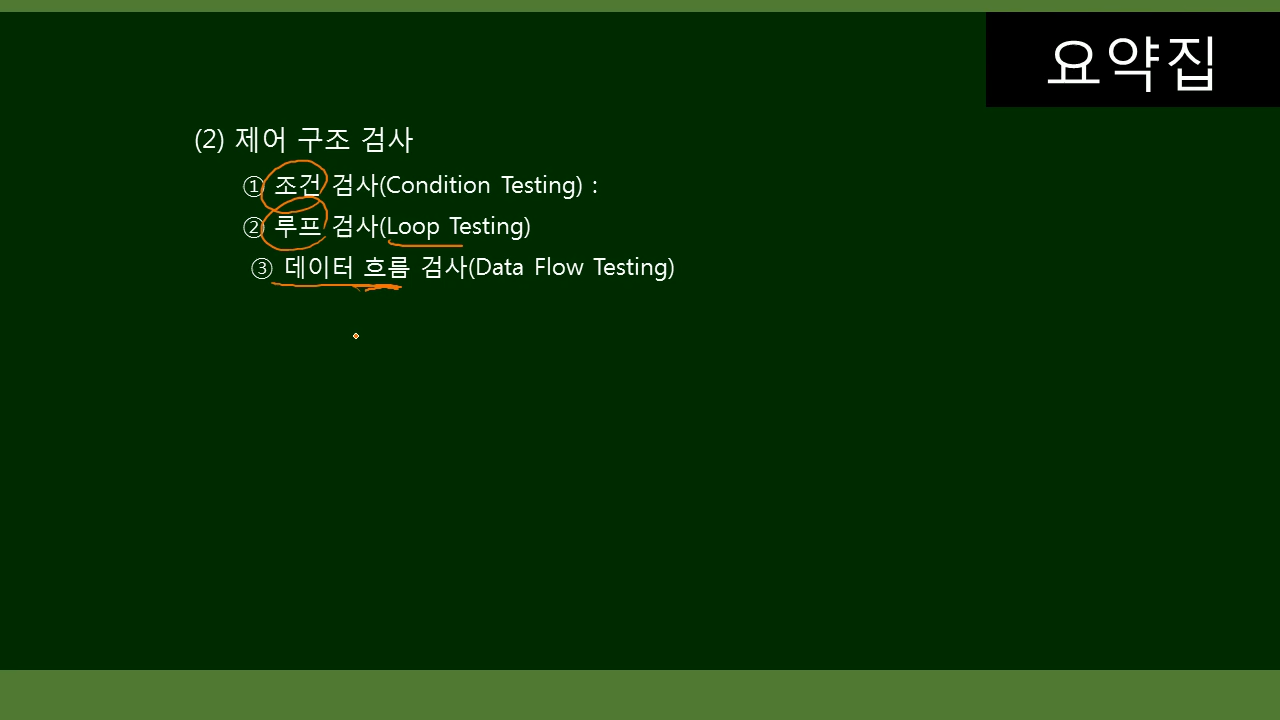 요약집
(2) 제어 구조 검사
① 조건 검사(Condition Testing) :
② 루프 검사(Loop Testing)
③ 데이터 흐름 검사(Data Flow Testing)